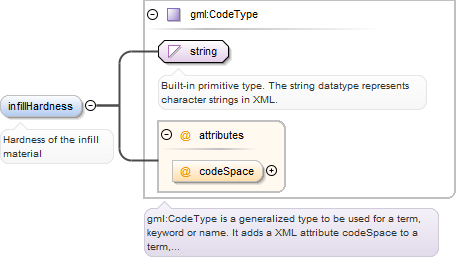 gml:CodeType
string
Built-in primitive type. The string datatype represents
character strings in XML.
infillHardness
Hardness of the infill
material
@ attributes
@ codeSpace
gml:CodeType is a generalized type to be used for a term,
keyword or name. It adds a XML attribute codeSpace to a
term,...